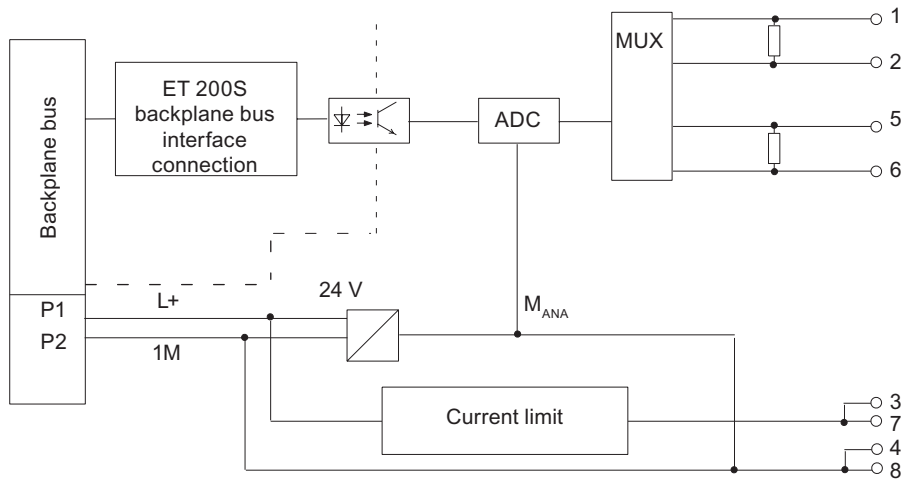 1
MUX
2
ET 200S
backplane bus
interface
connection
ADC
5
6
Backplane bus
24 V
L+
P1
M_ANA
P2
1M
3
Current limit
7
4
8